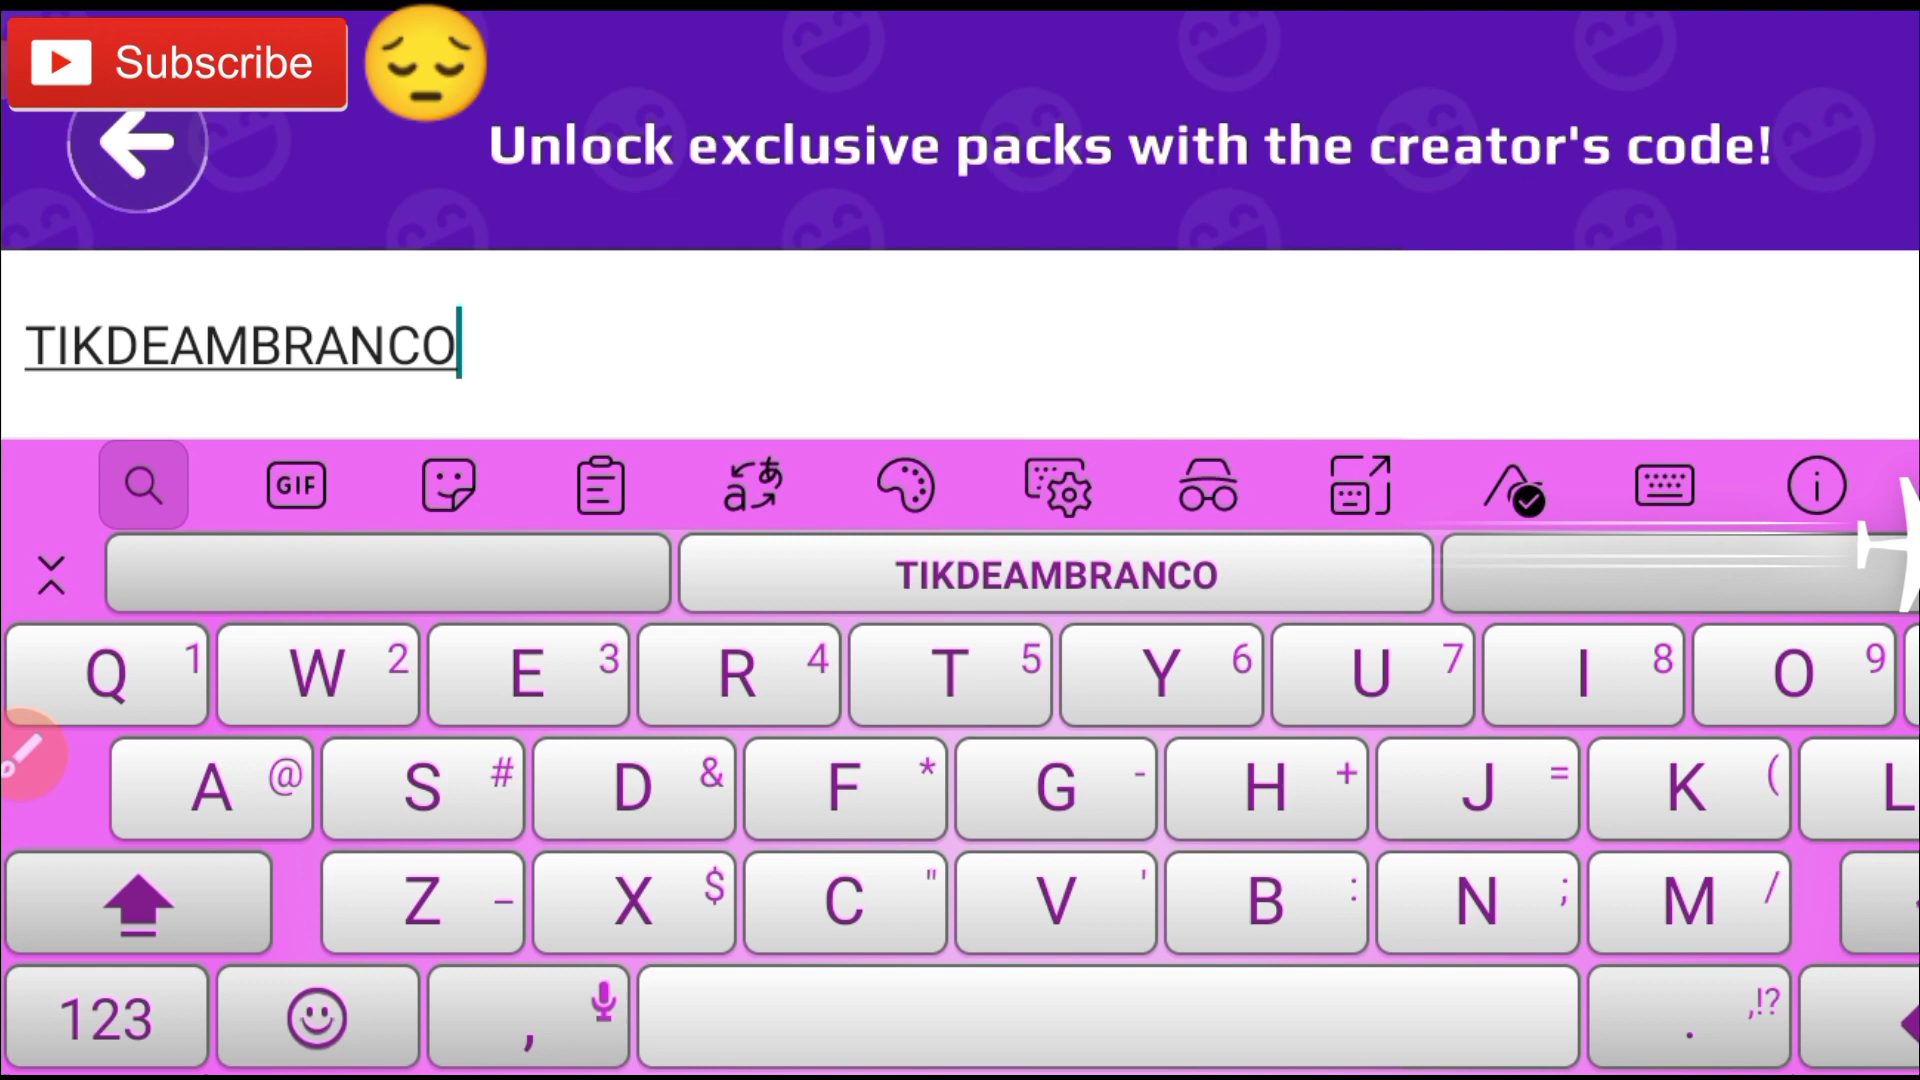 Subscribe
Unlock exclusive packs with the creator's code!
TIKDEAMBRANCO
GIF
TIKDEAMBRANCO
Q 1 W 2 E 3 R 4 T 5 Y 6 U 7 I 8 O 9
A @ S # D & F * G - H + J = K ( L
Z _ X $ C " V ' B : N ; M /
123 , . ,!?